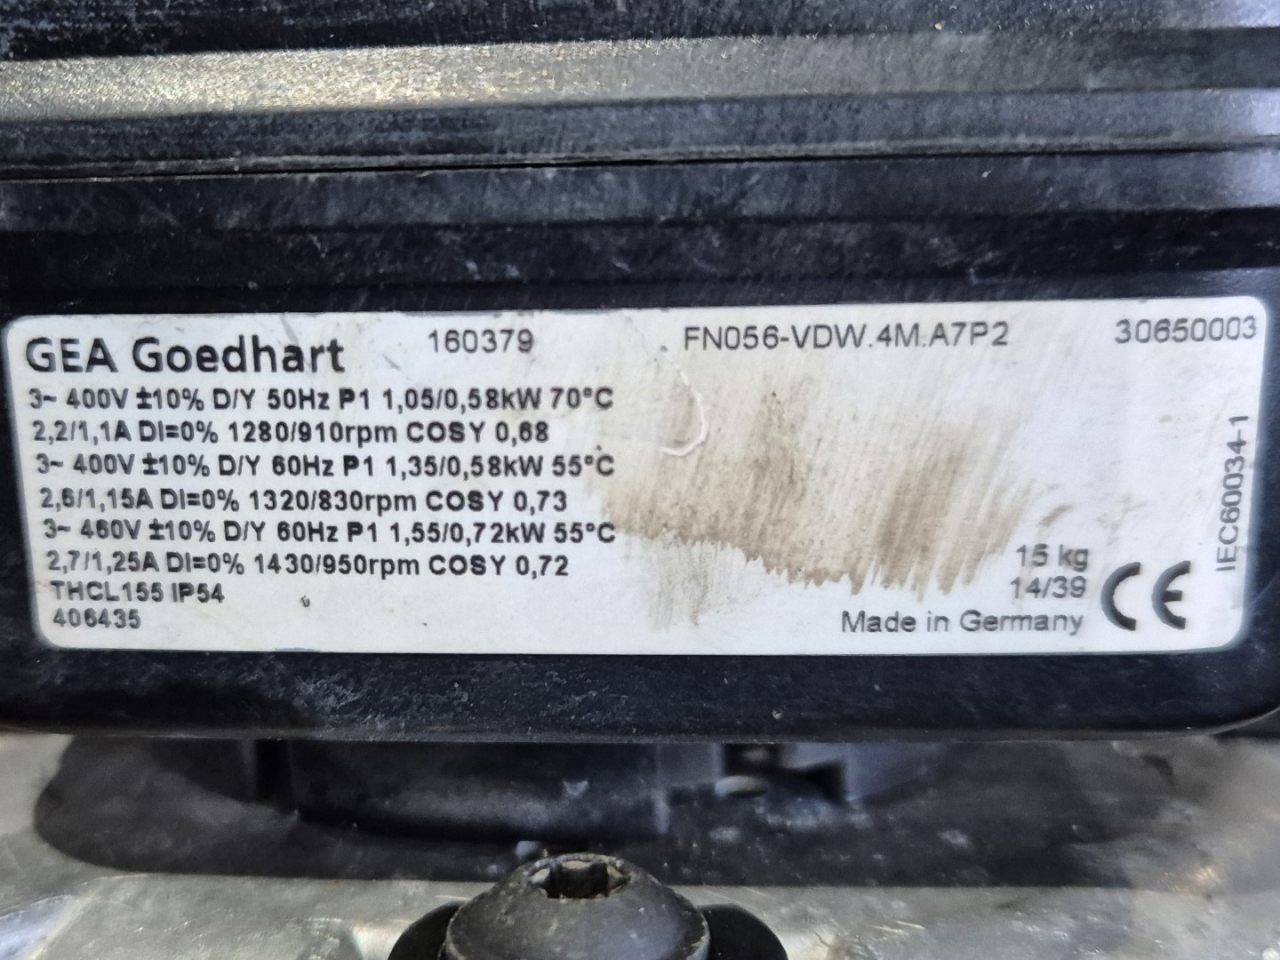 GEA Goedhart 160379 FN056-VDW.4M.A7P2 30650003
3~ 400V ±10% D/Y 50Hz P1 1,05/0,58kW 70°C
2,2/1,1A DI=0% 1280/910rpm COSY 0,68
3~ 400V ±10% D/Y 60Hz P1 1,35/0,58kW 55°C
2,6/1,15A DI=0% 1320/830rpm COSY 0,73
3~ 460V ±10% D/Y 60Hz P1 1,55/0,72kW 55°C
2,7/1,25A DI=0% 1430/950rpm COSY 0,72
THCL155 IP54
406435
15 kg
14/39
Made in Germany
CE
IEC60034-1